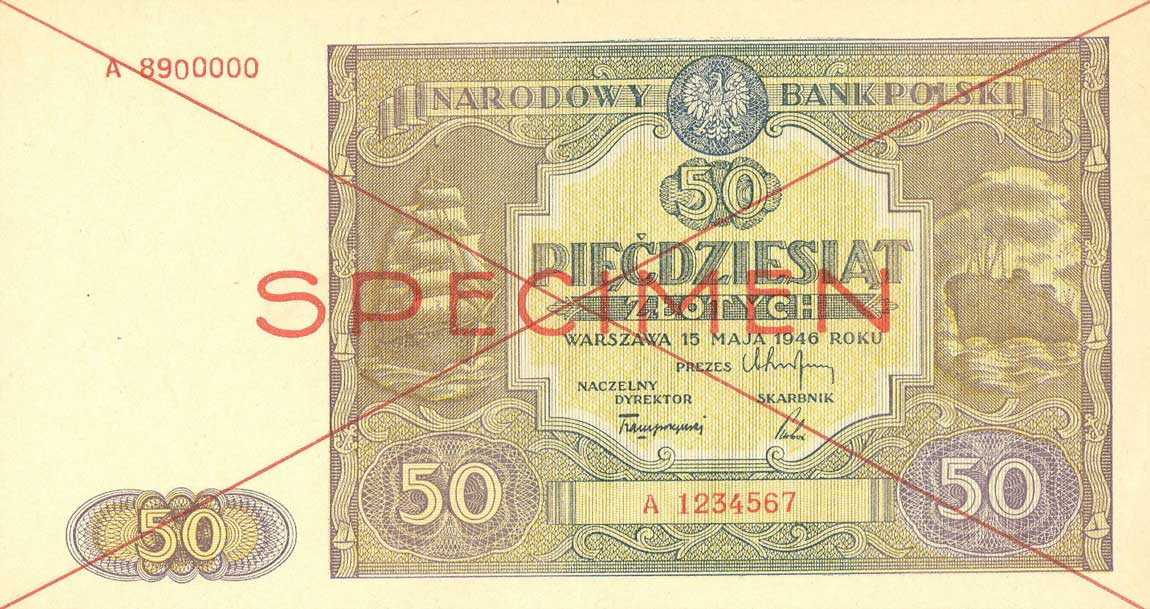 A 8900000
NARODOWY BANK POLSKI
50
PIĘĆDZIESIĄT
ZŁOTYCH
SPECIMEN
WARSZAWA 15 MAJA 1946 ROKU
PREZES
NACZELNY
DYREKTOR
SKARBNIK
50
50
50
A 1234567